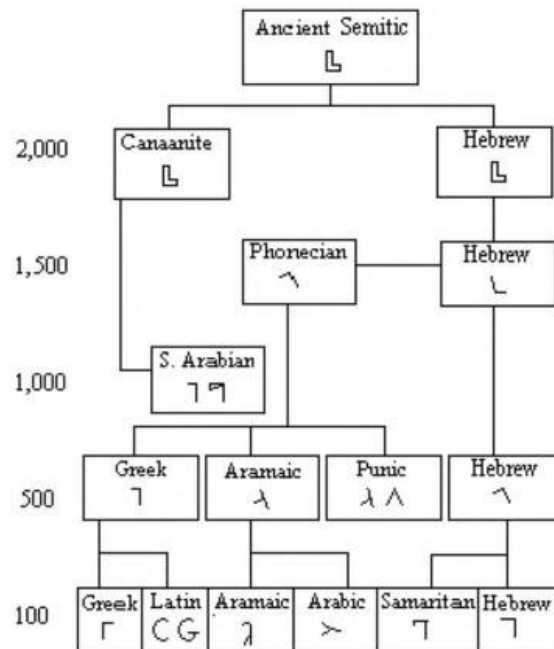 Ancient Semitic
2,000
Canaanite
Hebrew
1,500
Phonecian
Hebrew
1,000
S. Arabian
500
Greek
Aramaic
Punic
Hebrew
100
Greek
Latin
C G
Aramaic
Arabic
Samaritan
Hebrew